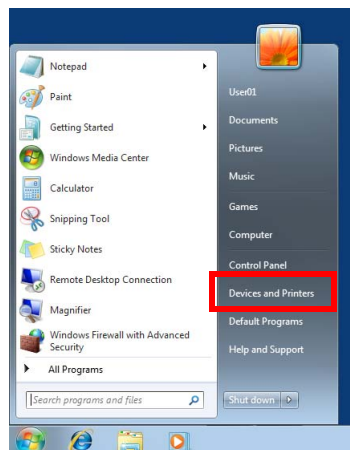 Notepad
Paint
Getting Started
Windows Media Center
Calculator
Snipping Tool
Sticky Notes
Remote Desktop Connection
Magnifier
Windows Firewall with Advanced
Security
All Programs
Search programs and files
User01
Documents
Pictures
Music
Games
Computer
Control Panel
Devices and Printers
Default Programs
Help and Support
Shut down